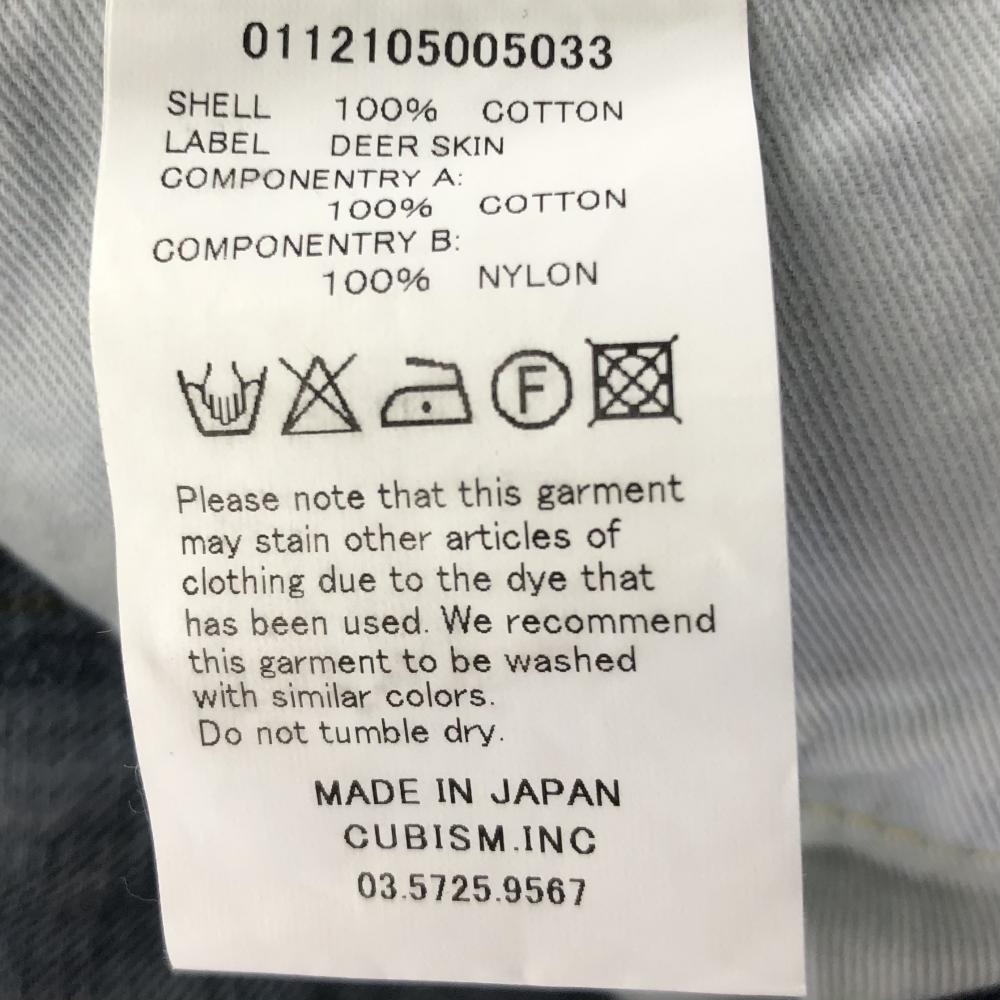 0112105005033
SHELL 100% COTTON
LABEL DEER SKIN
COMPONENTRY A:
100% COTTON
COMPONENTRY B:
100% NYLON
F
Please note that this garment
may stain other articles of
clothing due to the dye that
has been used. We recommend
this garment to be washed
with similar colors.
Do not tumble dry.
MADE IN JAPAN
CUBISM.INC
03.5725.9567